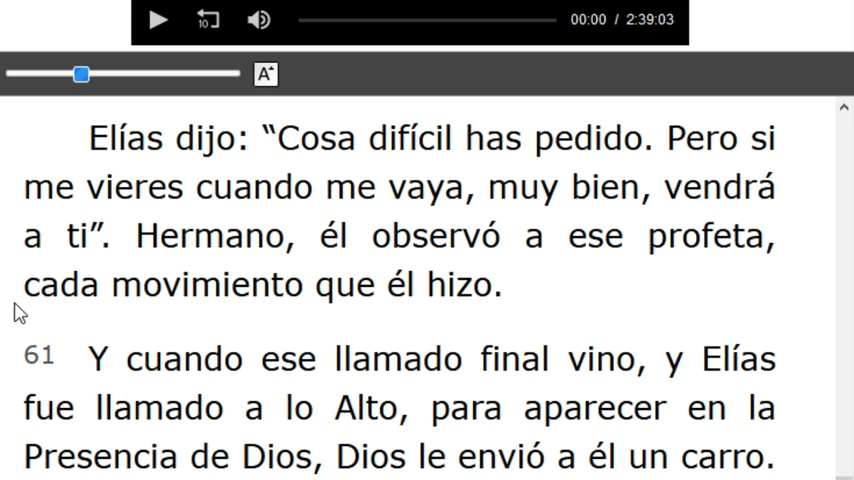 10
00:00 / 2:39:03
A
Elías dijo: “Cosa difícil has pedido. Pero si
me vieres cuando me vaya, muy bien, vendrá
a ti”. Hermano, él observó a ese profeta,
cada movimiento que él hizo.
61 Y cuando ese llamado final vino, y Elías
fue llamado a lo Alto, para aparecer en la
Presencia de Dios, Dios le envió a él un carro.